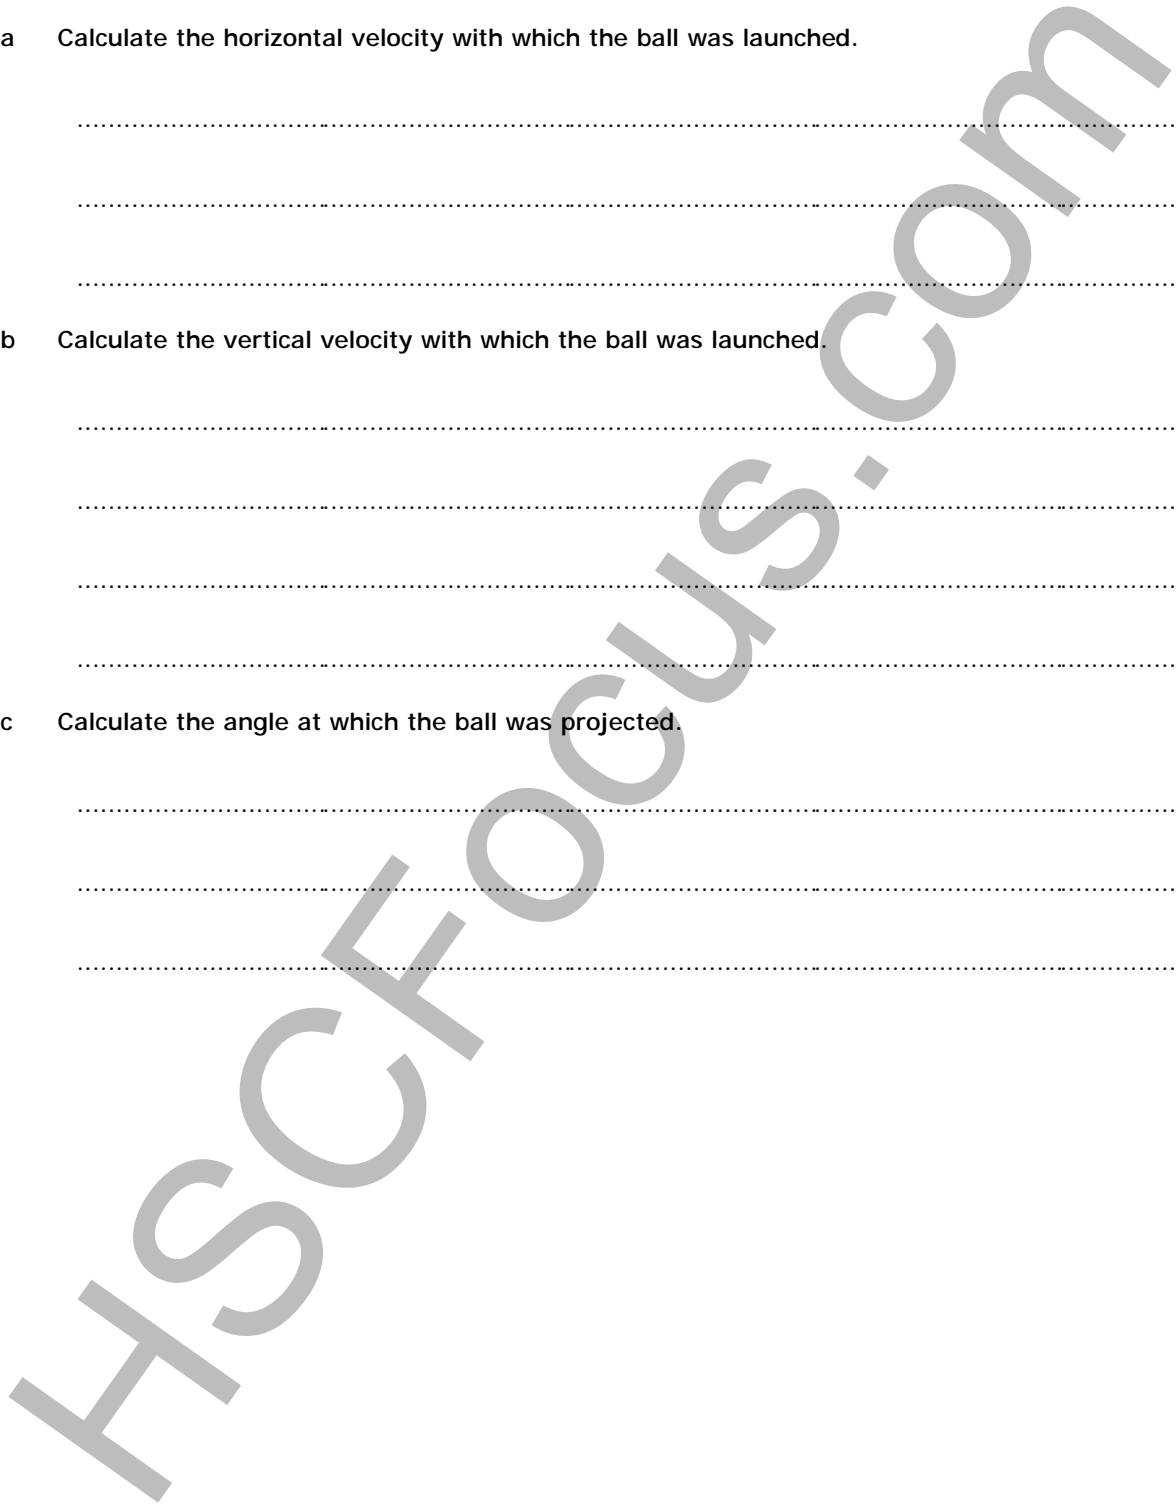 a Calculate the horizontal velocity with which the ball was launched.
................................................................................
................................................................................
................................................................................
b Calculate the vertical velocity with which the ball was launched.
................................................................................
................................................................................
................................................................................
................................................................................
c Calculate the angle at which the ball was projected.
................................................................................
................................................................................
................................................................................
HSCFocus.com